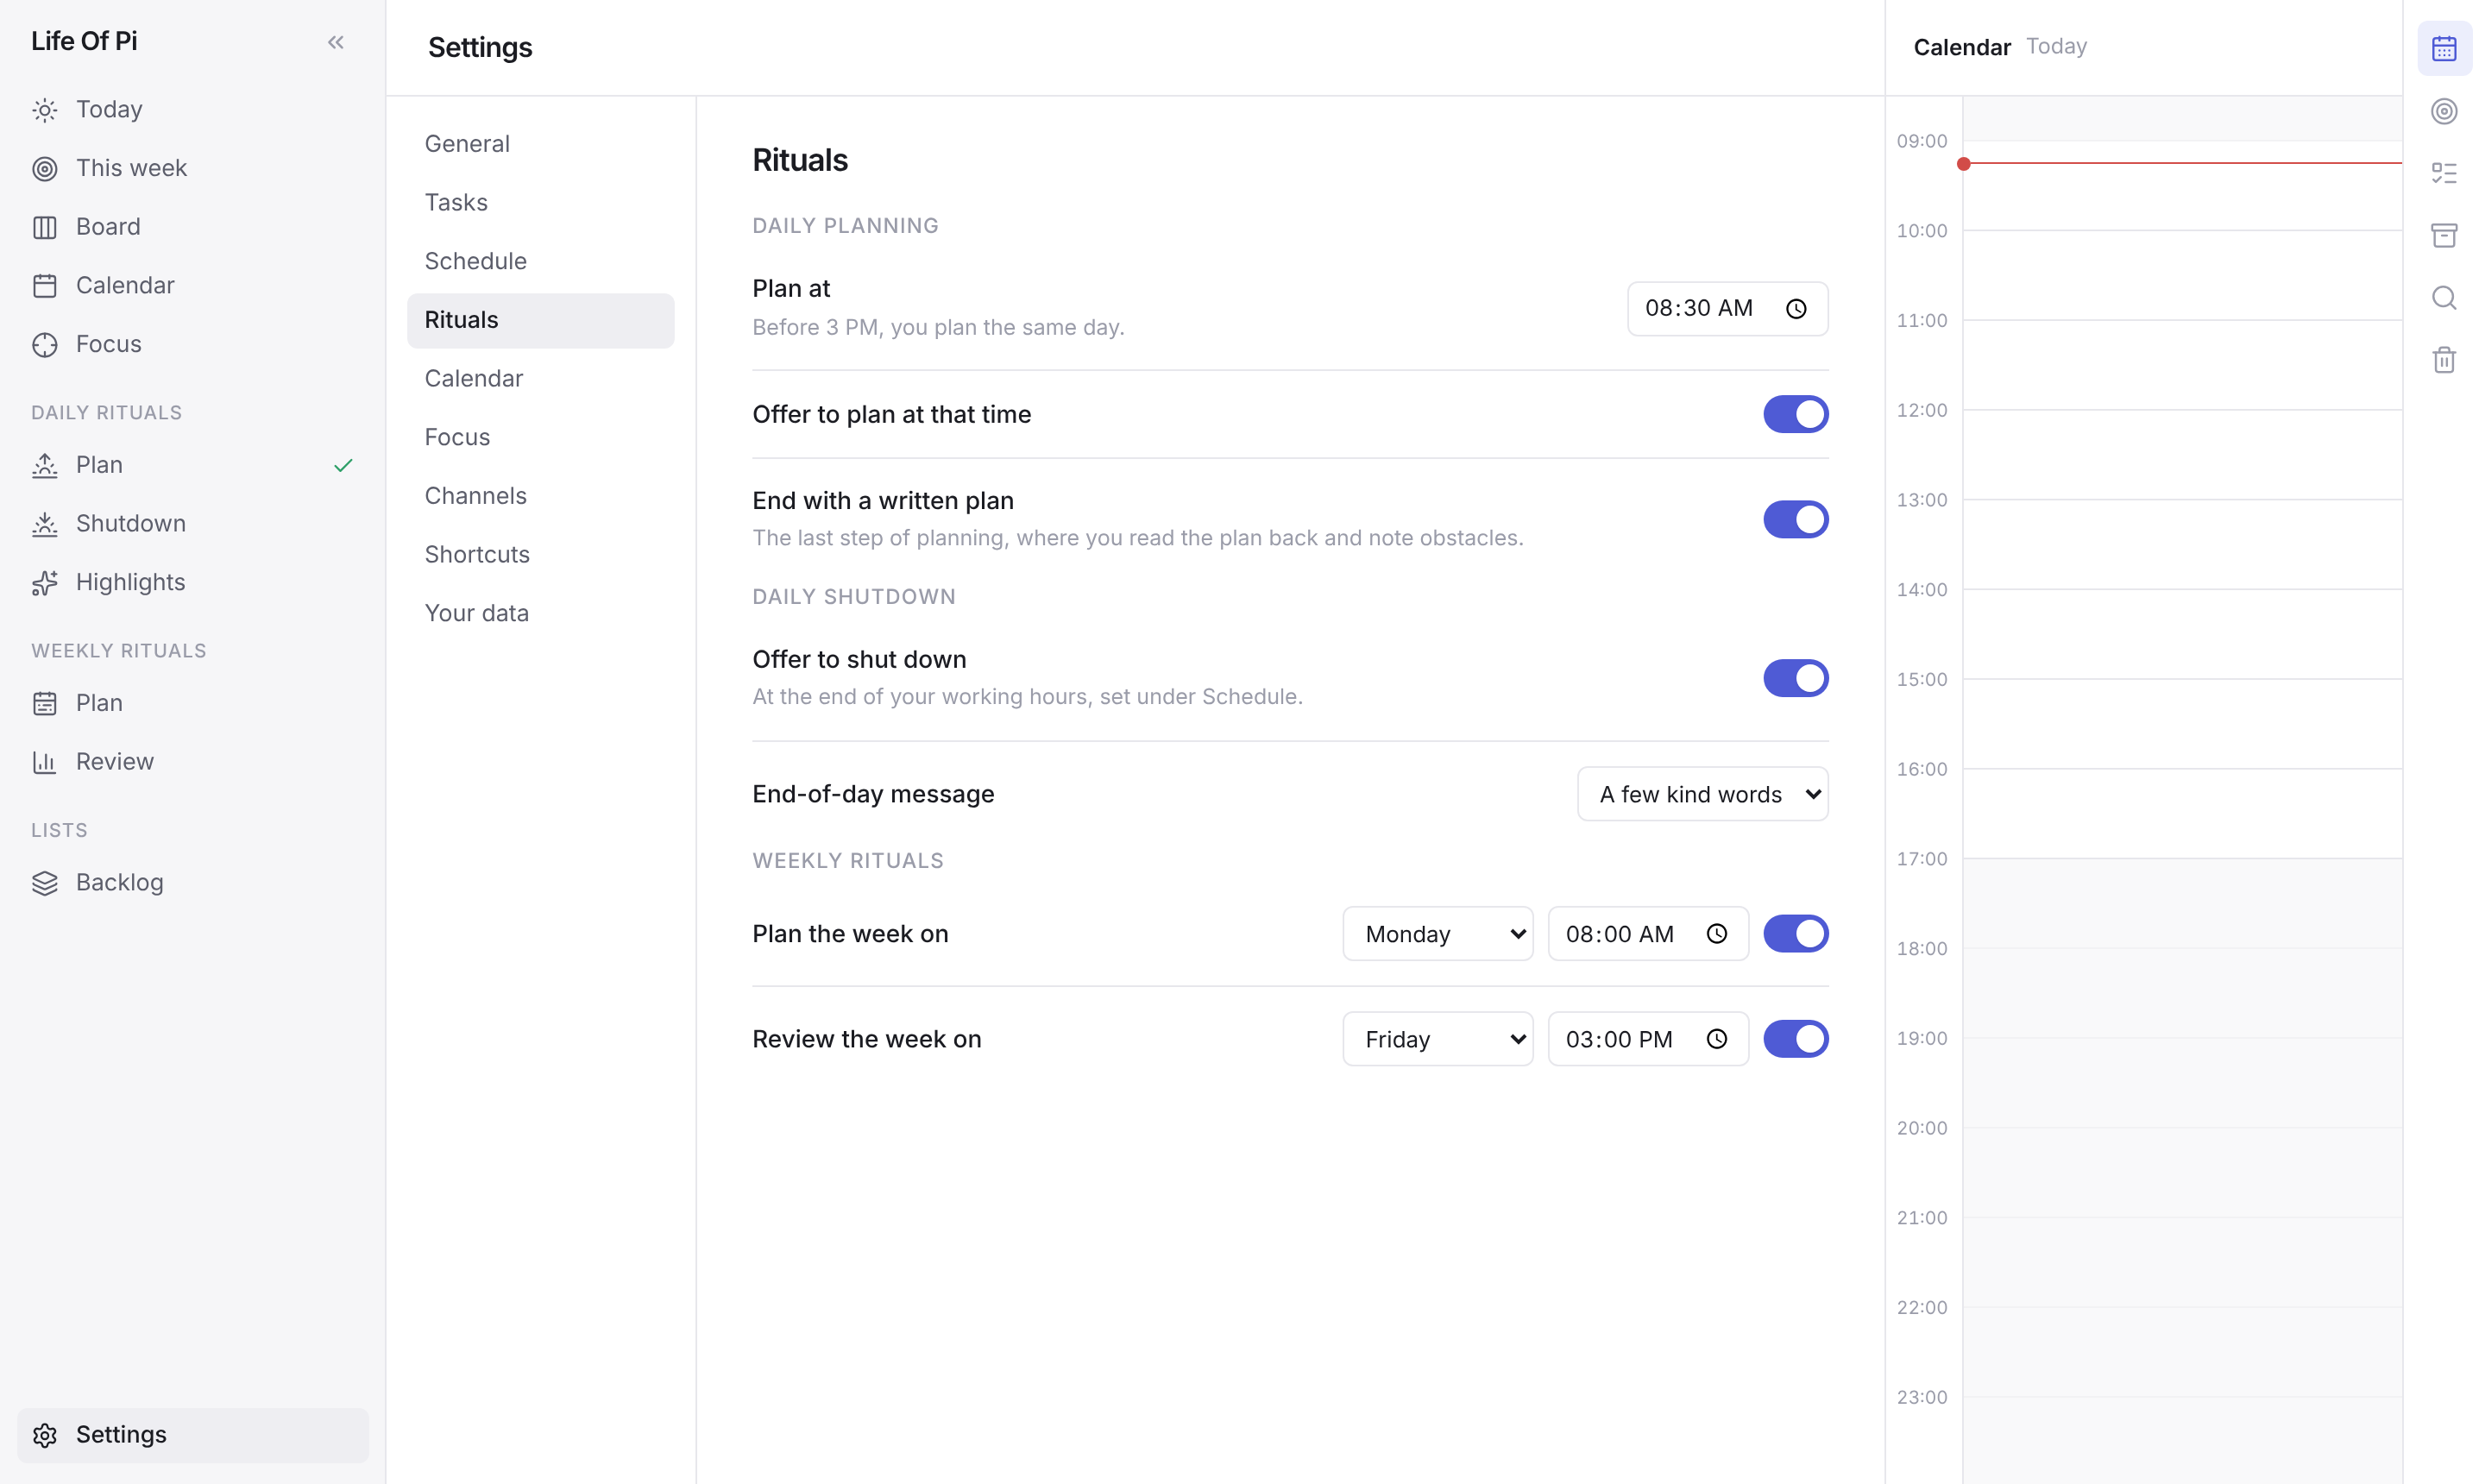 Life Of Pi
Today
This week
Board
Calendar
Focus
DAILY RITUALS
Plan
Shutdown
Highlights
WEEKLY RITUALS
Plan
Review
LISTS
Backlog
Settings
Settings
General
Tasks
Schedule
Rituals
Calendar
Focus
Channels
Shortcuts
Your data
Rituals
DAILY PLANNING
Plan at
08:30 AM
Before 3 PM, you plan the same day.
Offer to plan at that time
End with a written plan
The last step of planning, where you read the plan back and note obstacles.
DAILY SHUTDOWN
Offer to shut down
At the end of your working hours, set under Schedule.
End-of-day message
A few kind words
WEEKLY RITUALS
Plan the week on
Monday
08:00 AM
Review the week on
Friday
03:00 PM
Calendar Today
09:00
10:00
11:00
12:00
13:00
14:00
15:00
16:00
17:00
18:00
19:00
20:00
21:00
22:00
23:00